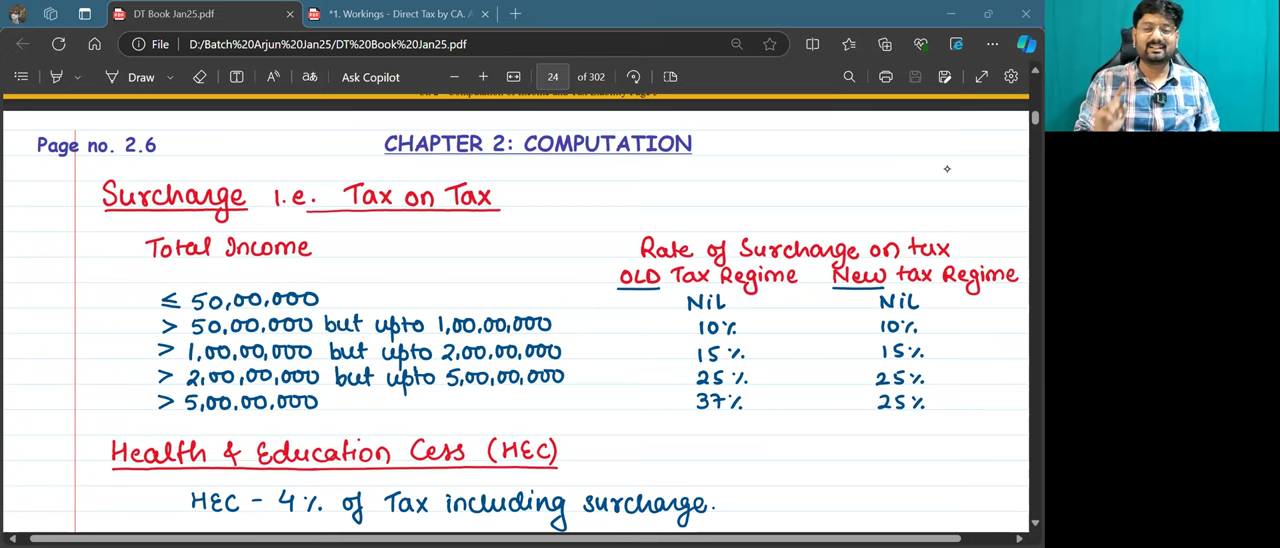 DT Book Jan25.pdf
*1. Workings - Direct Tax by CA. A
File
D:/Batch%20Arjun%20Jan25/DT%20Book%20Jan25.pdf
Draw
Ask Copilot
24 of 302
Page no. 2.6
CHAPTER 2: COMPUTATION
Surcharge i.e. Tax on Tax
Total Income
Rate of Surcharge on tax
OLD Tax Regime New tax Regime
≤ 50,00,000 Nil Nil
> 50,00,000 but upto 1,00,00,000 10% 10%
> 1,00,00,000 but upto 2,00,00,000 15% 15%
> 2,00,00,000 but upto 5,00,00,000 25% 25%
> 5,00,00,000 37% 25%
Health & Education Cess (HEC)
HEC - 4% of Tax including surcharge.